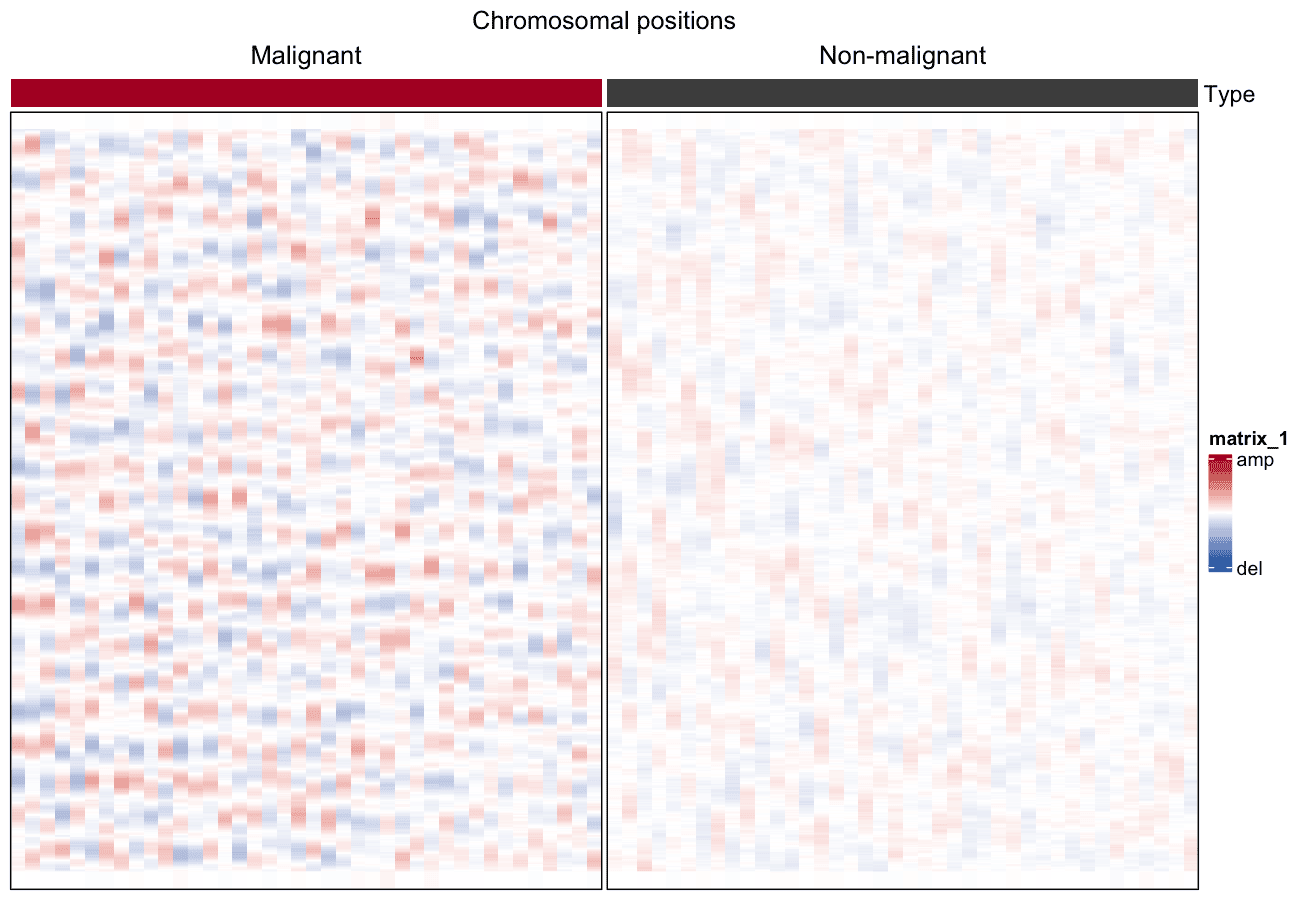 Chromosomal positions
Malignant
Non-malignant
Type
matrix_1
amp
del